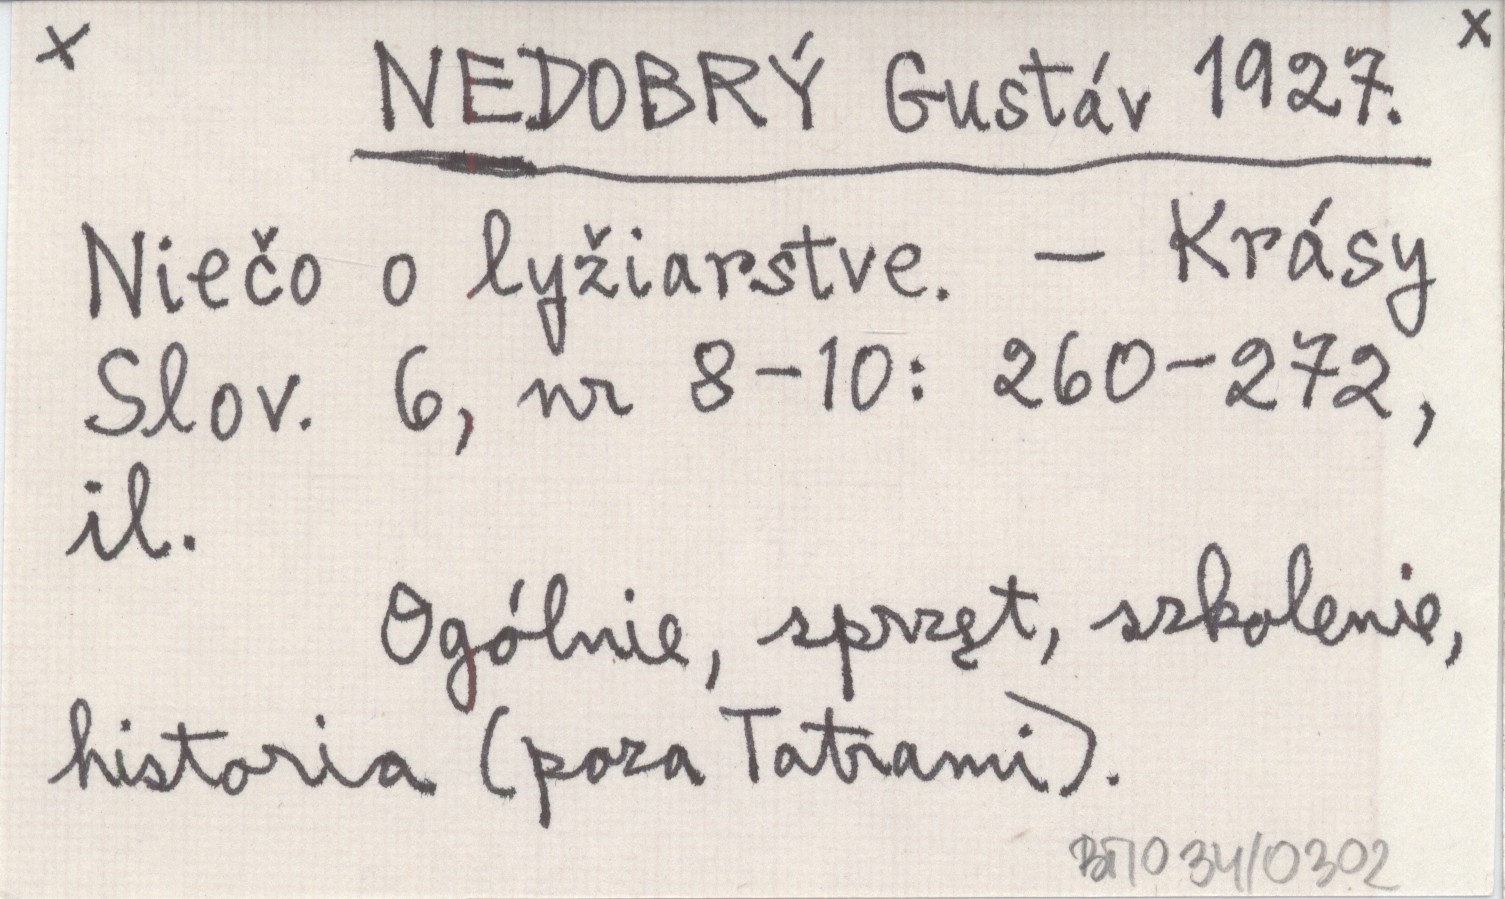 x x
NEDOBRÝ Gustáv 1927.
Niečo o lyžiarstve. – Krásy
Slov. 6, nr 8–10: 260–272,
il.
Ogólnie, sprzęt, szkolenie,
historia (poza Tatrami).
34/0302